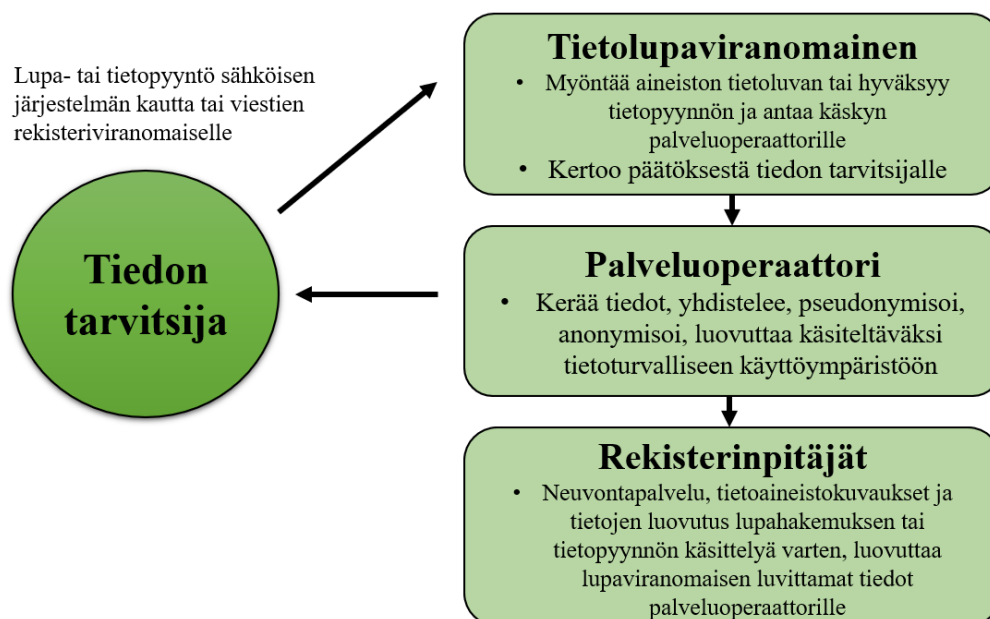 Lupa- tai tietopyyntö sähköisen
järjestelmän kautta tai viestien
rekisteriviranomaiselle
Tiedon
tarvitsija
Tietolupaviranomainen
• Myöntää aineiston tietoluvan tai hyväksyy
tietopyynnön ja antaa käskyn
palveluoperaattorille
• Kertoo päätöksestä tiedon tarvitsijalle
Palveluoperaattori
• Kerää tiedot, yhdistelee, pseudonymisoi,
anonymisoi, luovuttaa käsiteltäväksi
tietoturvalliseen käyttöympäristöön
Rekisterinpitäjät
• Neuvontapalvelu, tietoaineistokuvaukset ja
tietojen luovutus lupahakemuksen tai
tietopyynnön käsittelyä varten, luovuttaa
lupaviranomaisen luvittamat tiedot
palveluoperaattorille